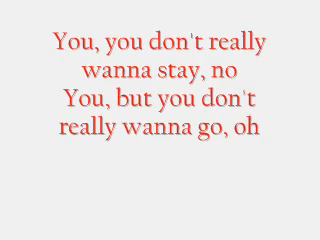 You, you don't really
wanna stay, no
You, but you don't
really wanna go, oh